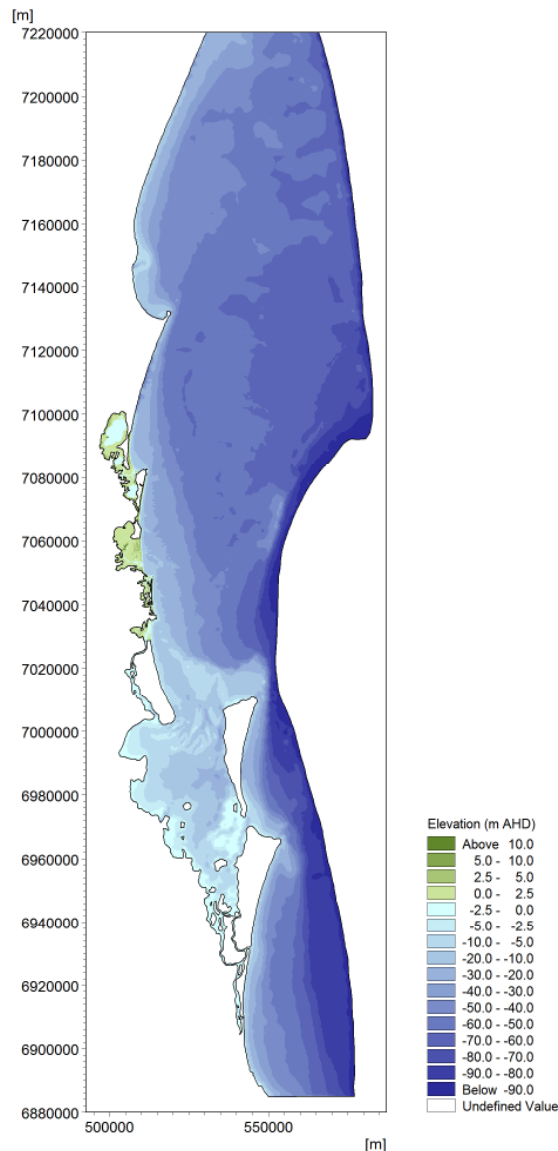 [m]
7220000
7200000
7180000
7160000
7140000
7120000
7100000
7080000
7060000
7040000
7020000
7000000
6980000
6960000
6940000
6920000
6900000
6880000
500000 550000
[m]
Elevation (m AHD)
Above 10.0
5.0 - 10.0
2.5 - 5.0
0.0 - 2.5
-2.5 - 0.0
-5.0 - -2.5
-10.0 - -5.0
-20.0 - -10.0
-30.0 - -20.0
-40.0 - -30.0
-50.0 - -40.0
-60.0 - -50.0
-70.0 - -60.0
-80.0 - -70.0
-90.0 - -80.0
Below -90.0
Undefined Value